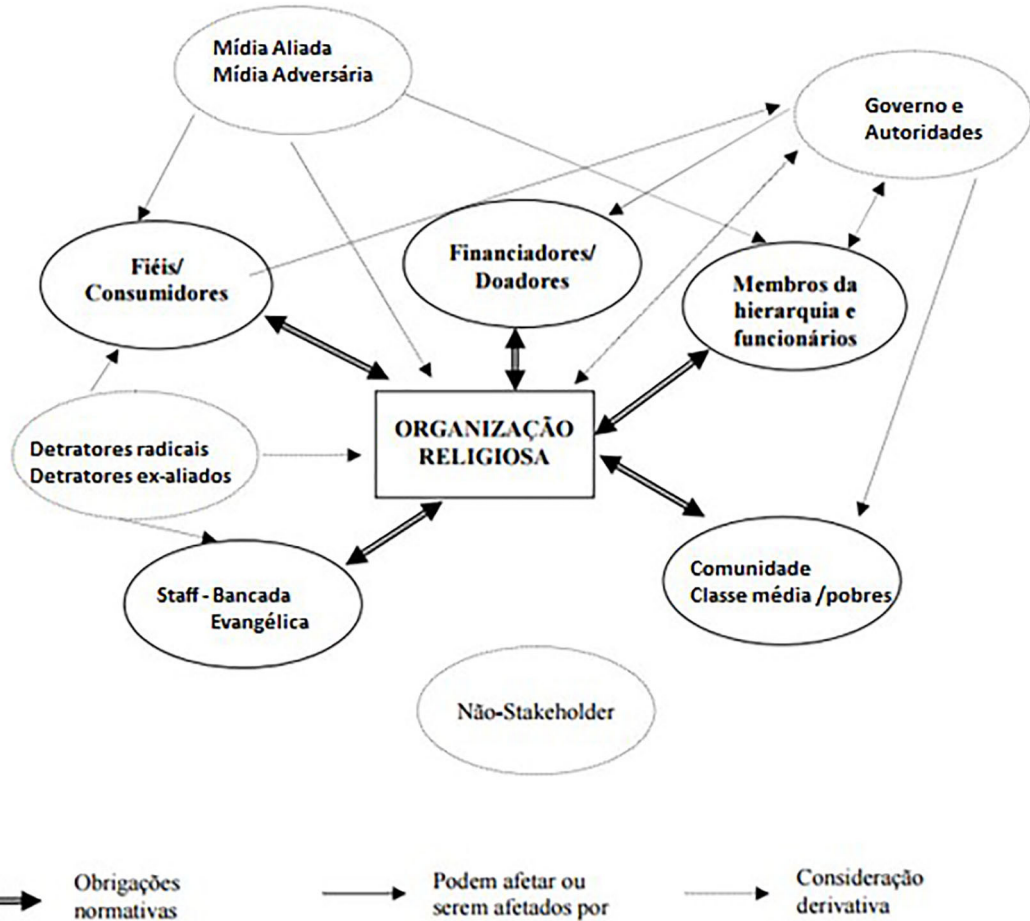 Mídia Aliada
Mídia Adversária
Governo e
Autoridades
Fiéis/
Consumidores
Financiadores/
Doadores
Membros da
hierarquia e
funcionários
ORGANIZAÇÃO
RELIGIOSA
Detratores radicais
Detratores ex-aliados
Staff - Bancada
Evangélica
Comunidade
Classe média /pobres
Não-Stakeholder
Obrigações
normativas
Podem afetar ou
serem afetados por
Consideração
derivativa